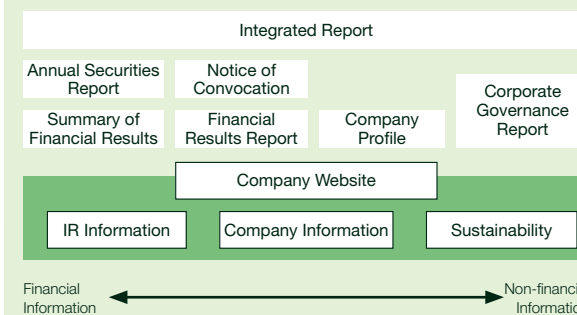 Integrated Report
Annual Securities
Report
Notice of
Convocation
Corporate
Governance
Report
Summary of
Financial Results
Financial
Results Report
Company
Profile
Company Website
IR Information
Company Information
Sustainability
Financial
Information